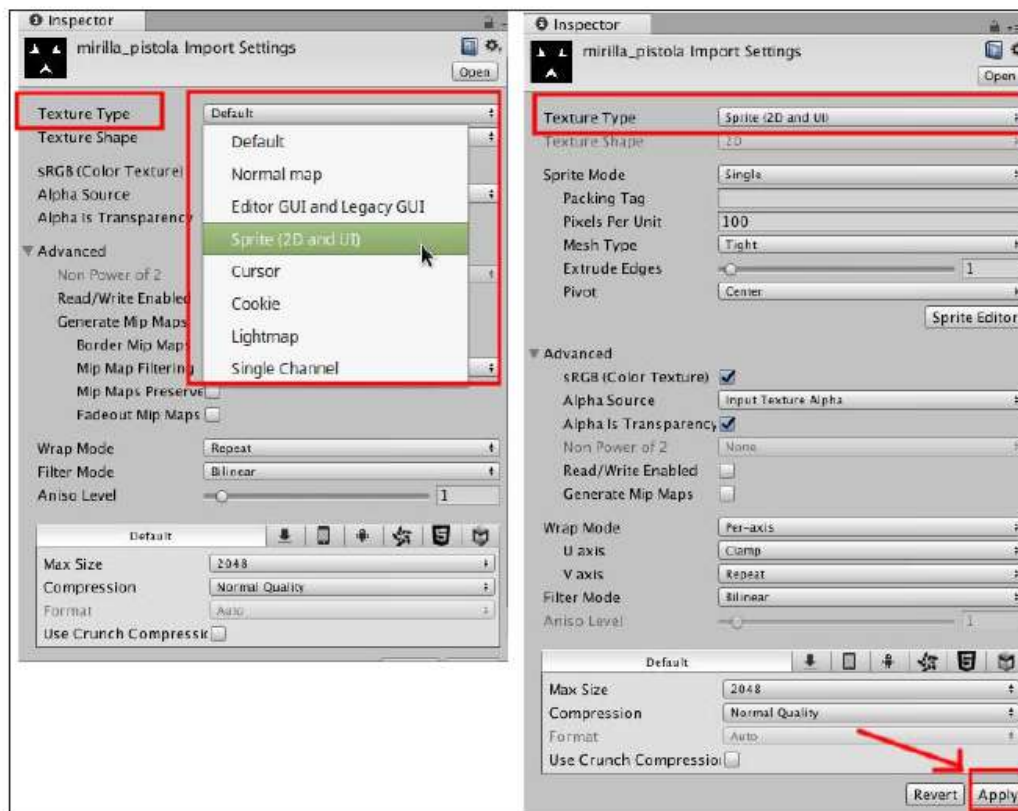 Inspector
mirilla_pistola Import Settings
Open
Texture Type
Default
Texture Shape
Default
sRGB (Color Texture)
Normal map
Alpha Source
Editor GUI and Legacy GUI
Alpha Is Transparency
Sprite (2D and UI)
Advanced
Cursor
Non Power of 2
Cookie
Read/Write Enabled
Generate Mip Maps
Lightmap
Border Mip Maps
Mip Map Filtering
Single Channel
Mip Maps Preserve
Fadeout Mip Maps
Wrap Mode Repeat
Filter Mode Bilinear
Aniso Level 1
Default
Max Size 2048
Compression Normal Quality
Format Auto
Use Crunch Compressic
Inspector
mirilla_pistola Import Settings
Open
Texture Type Sprite (2D and UI)
Texture Shape 2D
Sprite Mode Single
Packing Tag
Pixels Per Unit 100
Mesh Type Tight
Extrude Edges 1
Pivot Center
Sprite Editor
Advanced
sRGB (Color Texture)
Alpha Source Input Texture Alpha
Alpha Is Transparency
Non Power of 2 None
Read/Write Enabled
Generate Mip Maps
Wrap Mode Per-axis
U axis Clamp
V axis Repeat
Filter Mode Bilinear
Aniso Level 1
Default
Max Size 2048
Compression Normal Quality
Format Auto
Use Crunch Compressio
Revert Apply